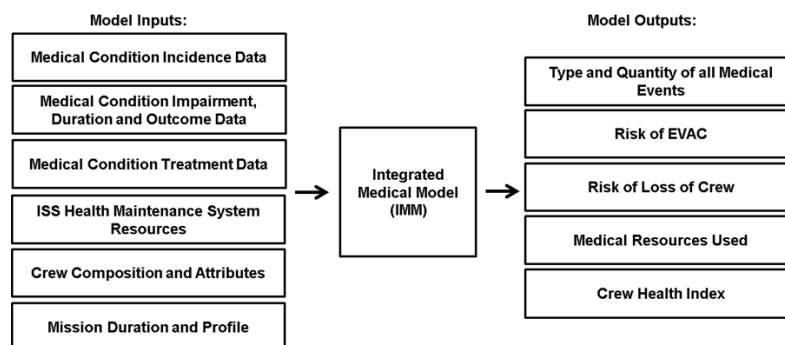 Model Inputs:
Medical Condition Incidence Data
Medical Condition Impairment,
Duration and Outcome Data
Medical Condition Treatment Data
ISS Health Maintenance System
Resources
Crew Composition and Attributes
Mission Duration and Profile
Integrated
Medical Model
(IMM)
Model Outputs:
Type and Quantity of all Medical
Events
Risk of EVAC
Risk of Loss of Crew
Medical Resources Used
Crew Health Index